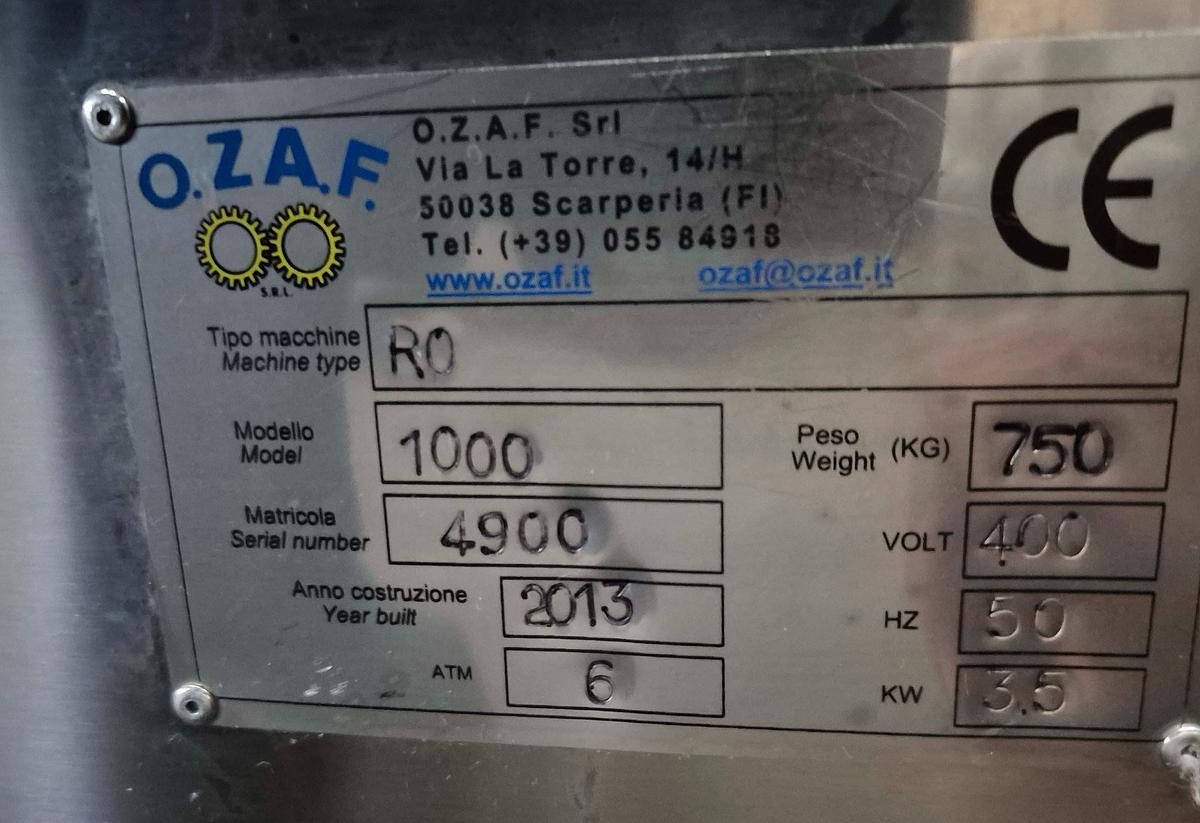 O.Z.A.F.
S.R.L.
O.Z.A.F. Srl
Via La Torre, 14/H
50038 Scarperia (FI)
Tel. (+39) 055 84918
www.ozaf.it ozaf@ozaf.it
CE
Tipo macchine
Machine type
RO
Modello
Model
1000
Peso
Weight (KG)
750
Matricola
Serial number
4900
VOLT 400
Anno costruzione
Year built
2013
HZ 50
ATM 6
KW 3.5